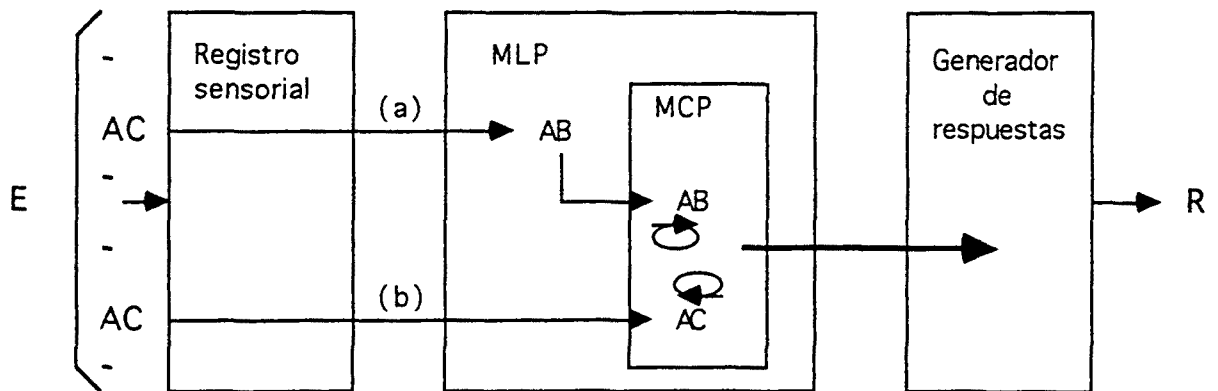 Registro
sensorial
MLP
Generador
de
respuestas
MCP
(a)
AC
AB
E
AB
R
(b)
AC
AC